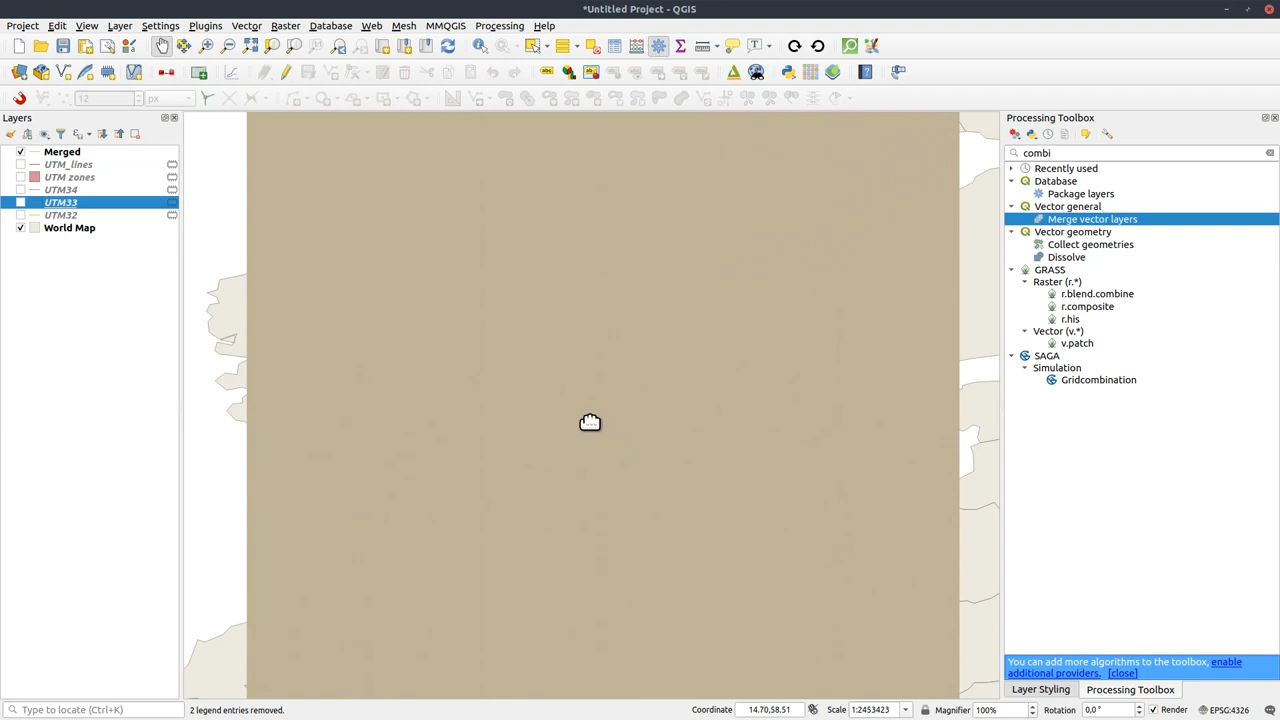 *Untitled Project - QGIS
Project Edit View Layer Settings Plugins Vector Raster Database Web Mesh MMQGIS Processing Help
12 px
Layers
Merged
UTM_lines
UTM zones
UTM34
UTM33
UTM32
World Map
Processing Toolbox
combi
Recently used
Database
Package layers
Vector general
Merge vector layers
Vector geometry
Collect geometries
Dissolve
GRASS
Raster (r.*)
r.blend.combine
r.composite
r.his
Vector (v.*)
v.patch
SAGA
Simulation
Gridcombination
You can add more algorithms to the toolbox, enable
additional providers. [close]
Layer Styling Processing Toolbox
Type to locate (Ctrl+K) 2 legend entries removed. Coordinate 14.70,58.51 Scale 1:2453423 Magnifier 100% Rotation 0,0 ° Render EPSG:4326